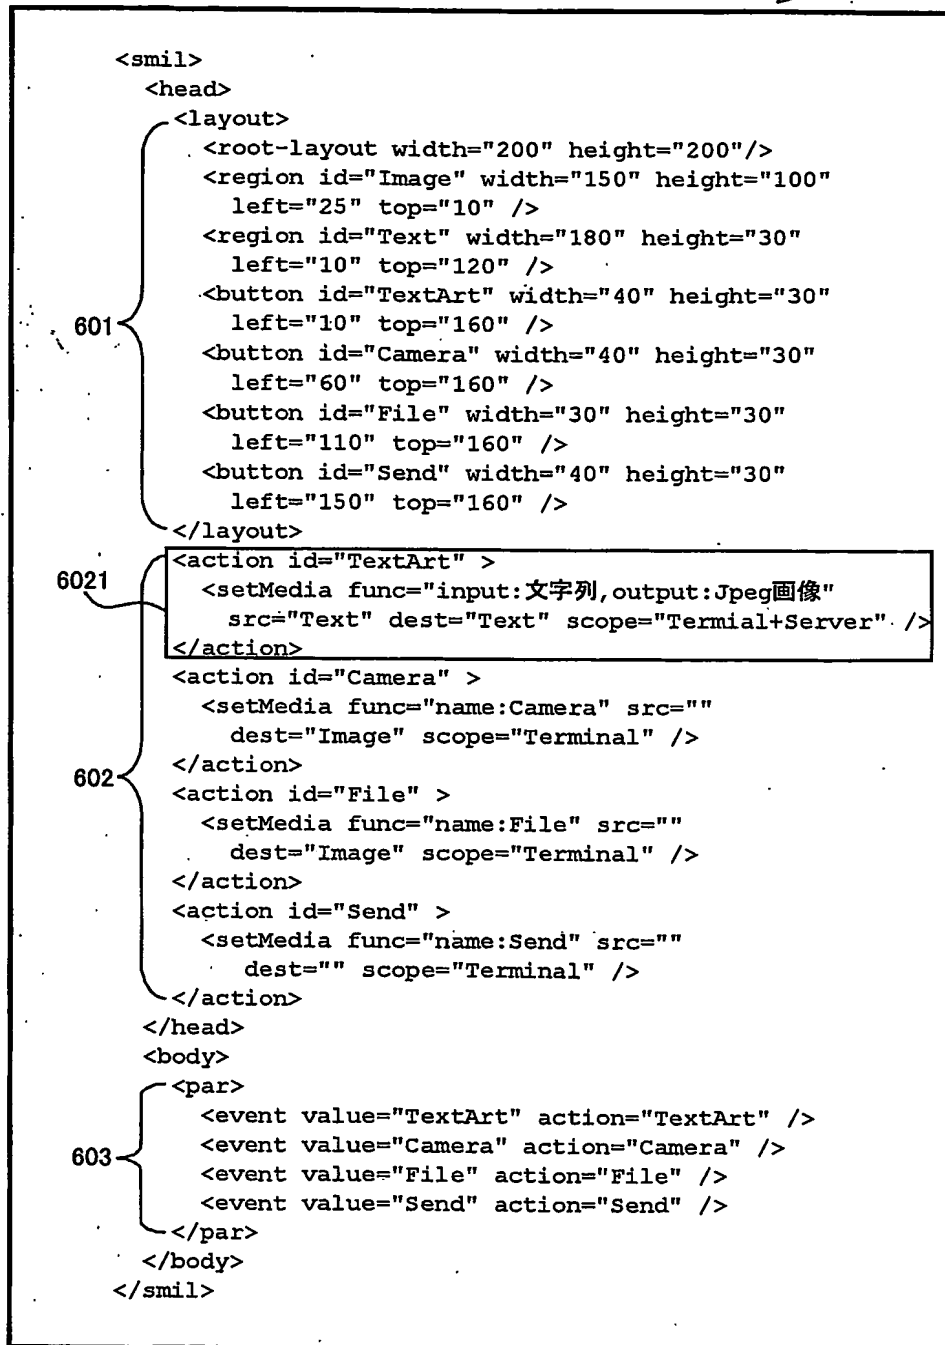 <smil>
<head>
<layout>
<root-layout width="200" height="200"/>
<region id="Image" width="150" height="100"
left="25" top="10" />
<region id="Text" width="180" height="30"
left="10" top="120" />
<button id="TextArt" width="40" height="30"
left="10" top="160" />
601
<button id="Camera" width="40" height="30"
left="60" top="160" />
<button id="File" width="30" height="30"
left="110" top="160" />
<button id="Send" width="40" height="30"
left="150" top="160" />
</layout>
<action id="TextArt" >
6021
<setMedia func="input:文字列,output:Jpeg画像"
src="Text" dest="Text" scope="Termial+Server" />
</action>
<action id="Camera" >
<setMedia func="name:Camera" src=""
dest="Image" scope="Terminal" />
</action>
602
<action id="File" >
<setMedia func="name:File" src=""
dest="Image" scope="Terminal" />
</action>
<action id="Send" >
<setMedia func="name:Send" src=""
dest="" scope="Terminal" />
</action>
</head>
<body>
<par>
<event value="TextArt" action="TextArt" />
<event value="Camera" action="Camera" />
603
<event value="File" action="File" />
<event value="Send" action="Send" />
</par>
</body>
</smil>